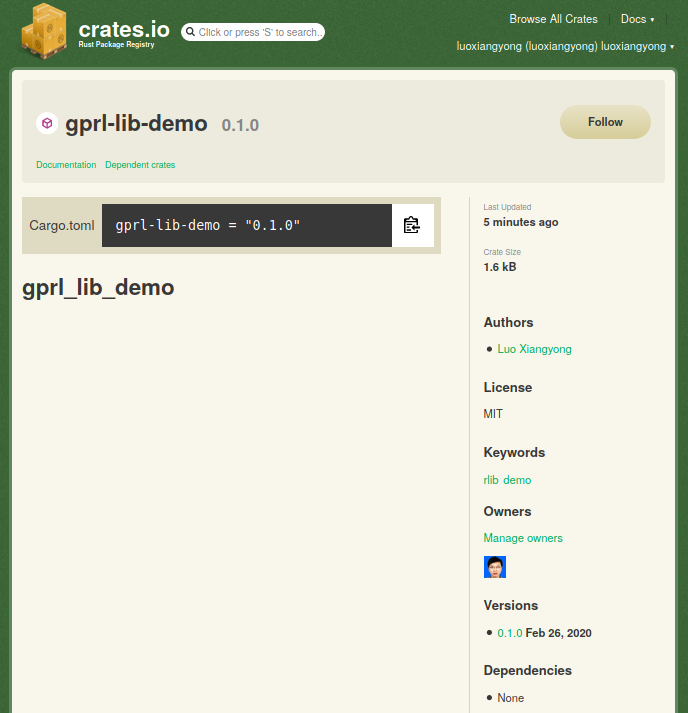 crates.io
Rust Package Registry
Click or press 'S' to search..
Browse All Crates
Docs ▾
luoxiangyong (luoxiangyong) luoxiangyong ▾
gprl-lib-demo 0.1.0
Follow
Documentation Dependent crates
Cargo.toml gprl-lib-demo = "0.1.0"
gprl_lib_demo
Last Updated
5 minutes ago
Crate Size
1.6 kB
Authors
Luo Xiangyong
License
MIT
Keywords
rlib demo
Owners
Manage owners
Versions
0.1.0 Feb 26, 2020
Dependencies
None